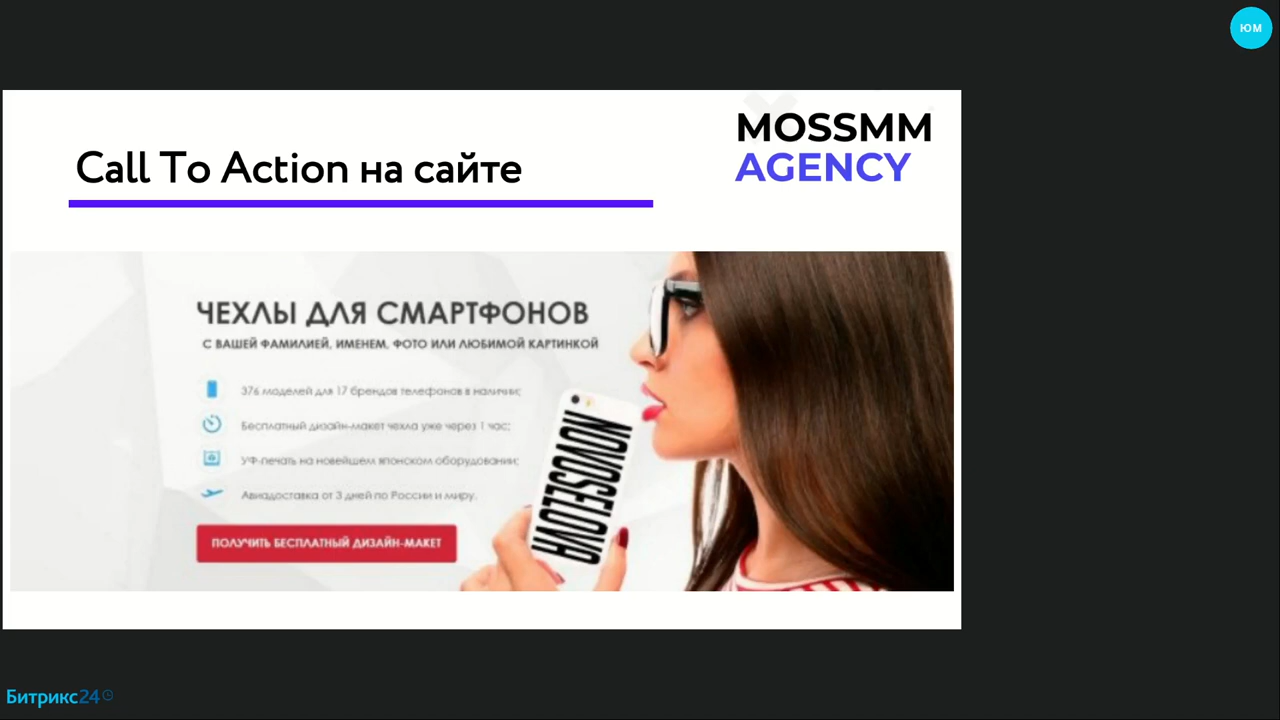 ЮМ
MOSSMM
AGENCY
Call To Action на сайте
ЧЕХЛЫ ДЛЯ СМАРТФОНОВ
С ВАШЕЙ ФАМИЛИЕЙ, ИМЕНЕМ, ФОТО ИЛИ ЛЮБИМОЙ КАРТИНКОЙ
376 моделей для 17 брендов телефонов в наличии;
Бесплатный дизайн-макет чехла уже через 1 час;
УФ-печать на новейшем японском оборудовании;
Авиадоставка от 3 дней по России и миру.
ПОЛУЧИТЬ БЕСПЛАТНЫЙ ДИЗАЙН-МАКЕТ
NOVOSELOVA
Битрикс24